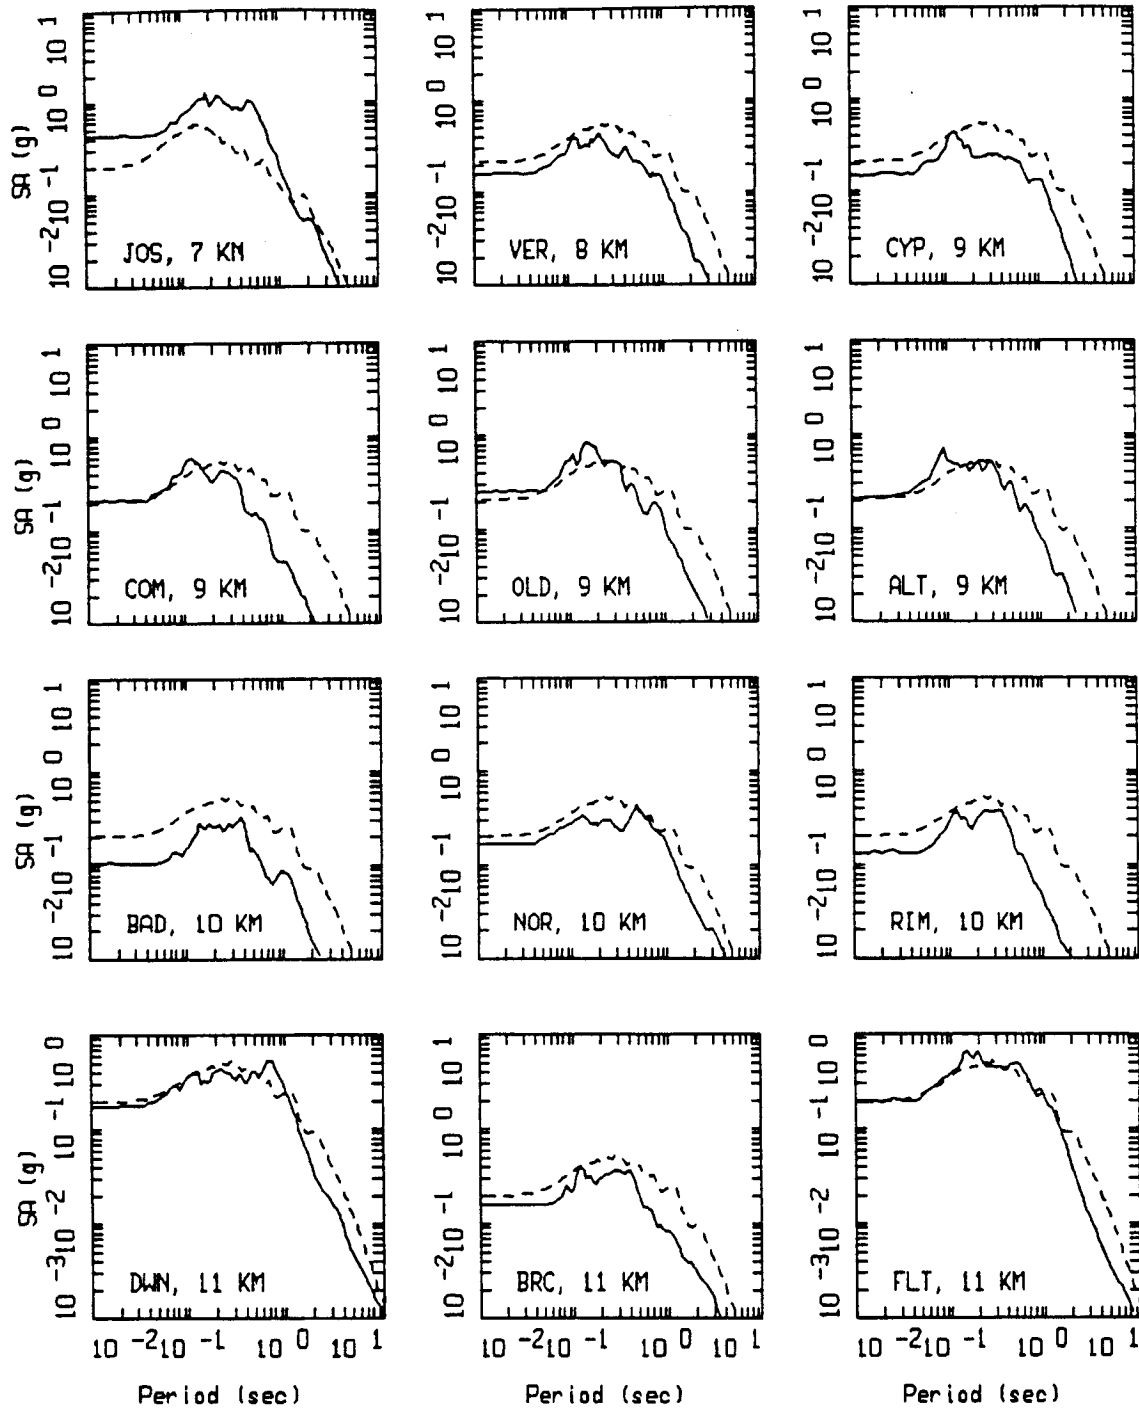 SA (g)
10 -2 10 -1 10 0 10 1
JOS, 7 KM
10 -2 10 -1 10 0 10 1
VER, 8 KM
10 -2 10 -1 10 0 10 1
CYP, 9 KM
SA (g)
10 -2 10 -1 10 0 10 1
COM, 9 KM
10 -2 10 -1 10 0 10 1
OLD, 9 KM
10 -2 10 -1 10 0 10 1
ALT, 9 KM
SA (g)
10 -2 10 -1 10 0 10 1
BAD, 10 KM
10 -2 10 -1 10 0 10 1
NOR, 10 KM
10 -2 10 -1 10 0 10 1
RIM, 10 KM
SA (g)
10 -3 10 -2 10 -1 10 0
DWN, 11 KM
10 -2 10 -1 10 0 10 1
BRC, 11 KM
10 -3 10 -2 10 -1 10 0
FLT, 11 KM
10 -2 10 -1 10 0 10 1
10 -2 10 -1 10 0 10 1
10 -2 10 -1 10 0 10 1
Period (sec)
Period (sec)
Period (sec)